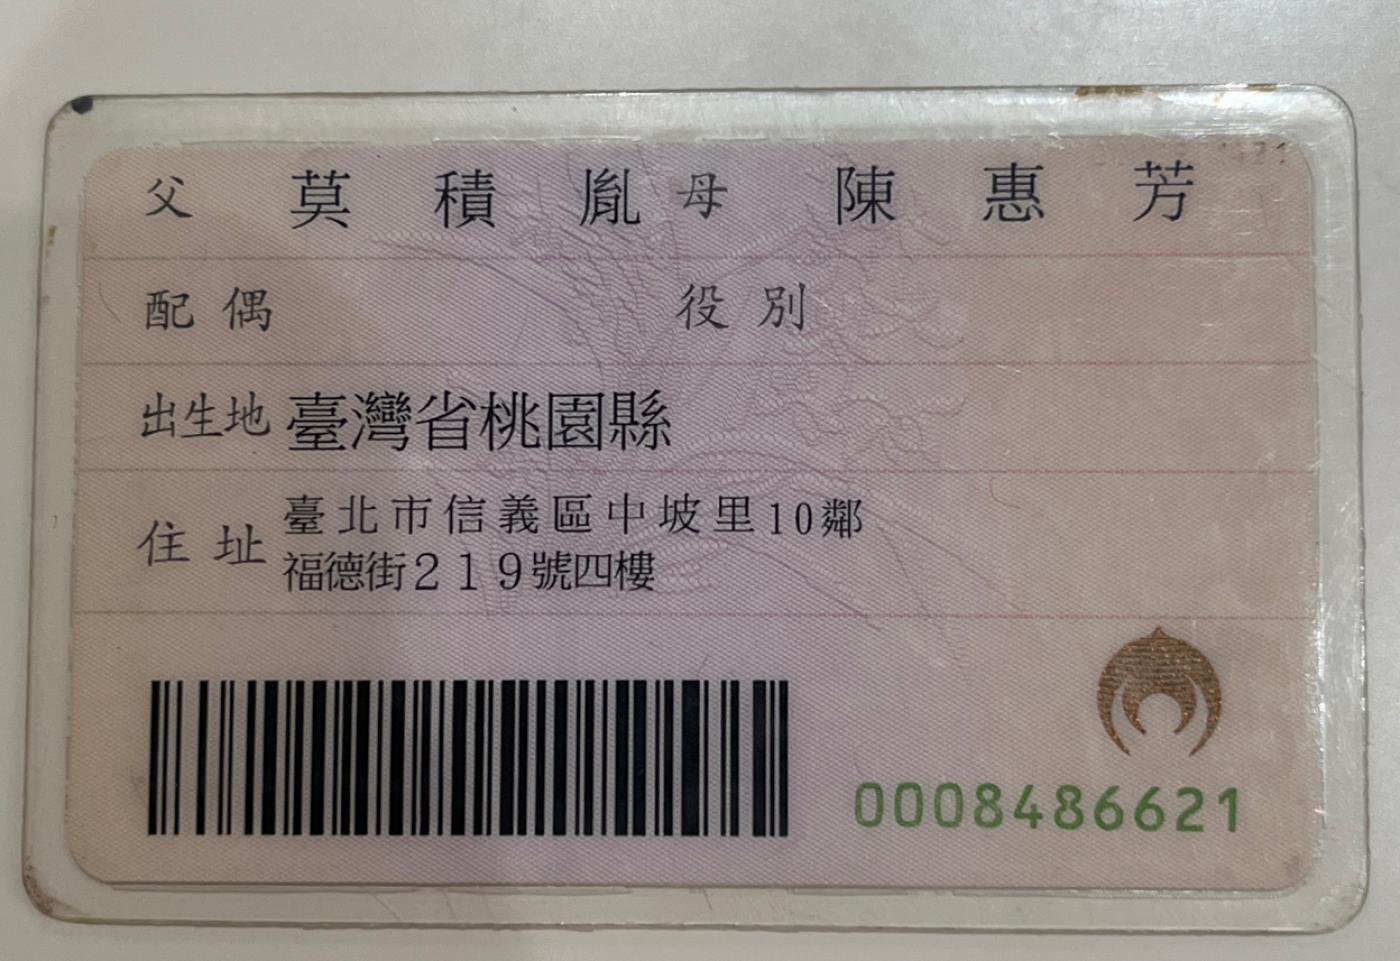 父 莫積胤 母 陳惠芳
配偶 役別
出生地 臺灣省桃園縣
住址 臺北市信義區中坡里10鄰
福德街219號四樓
0008486621